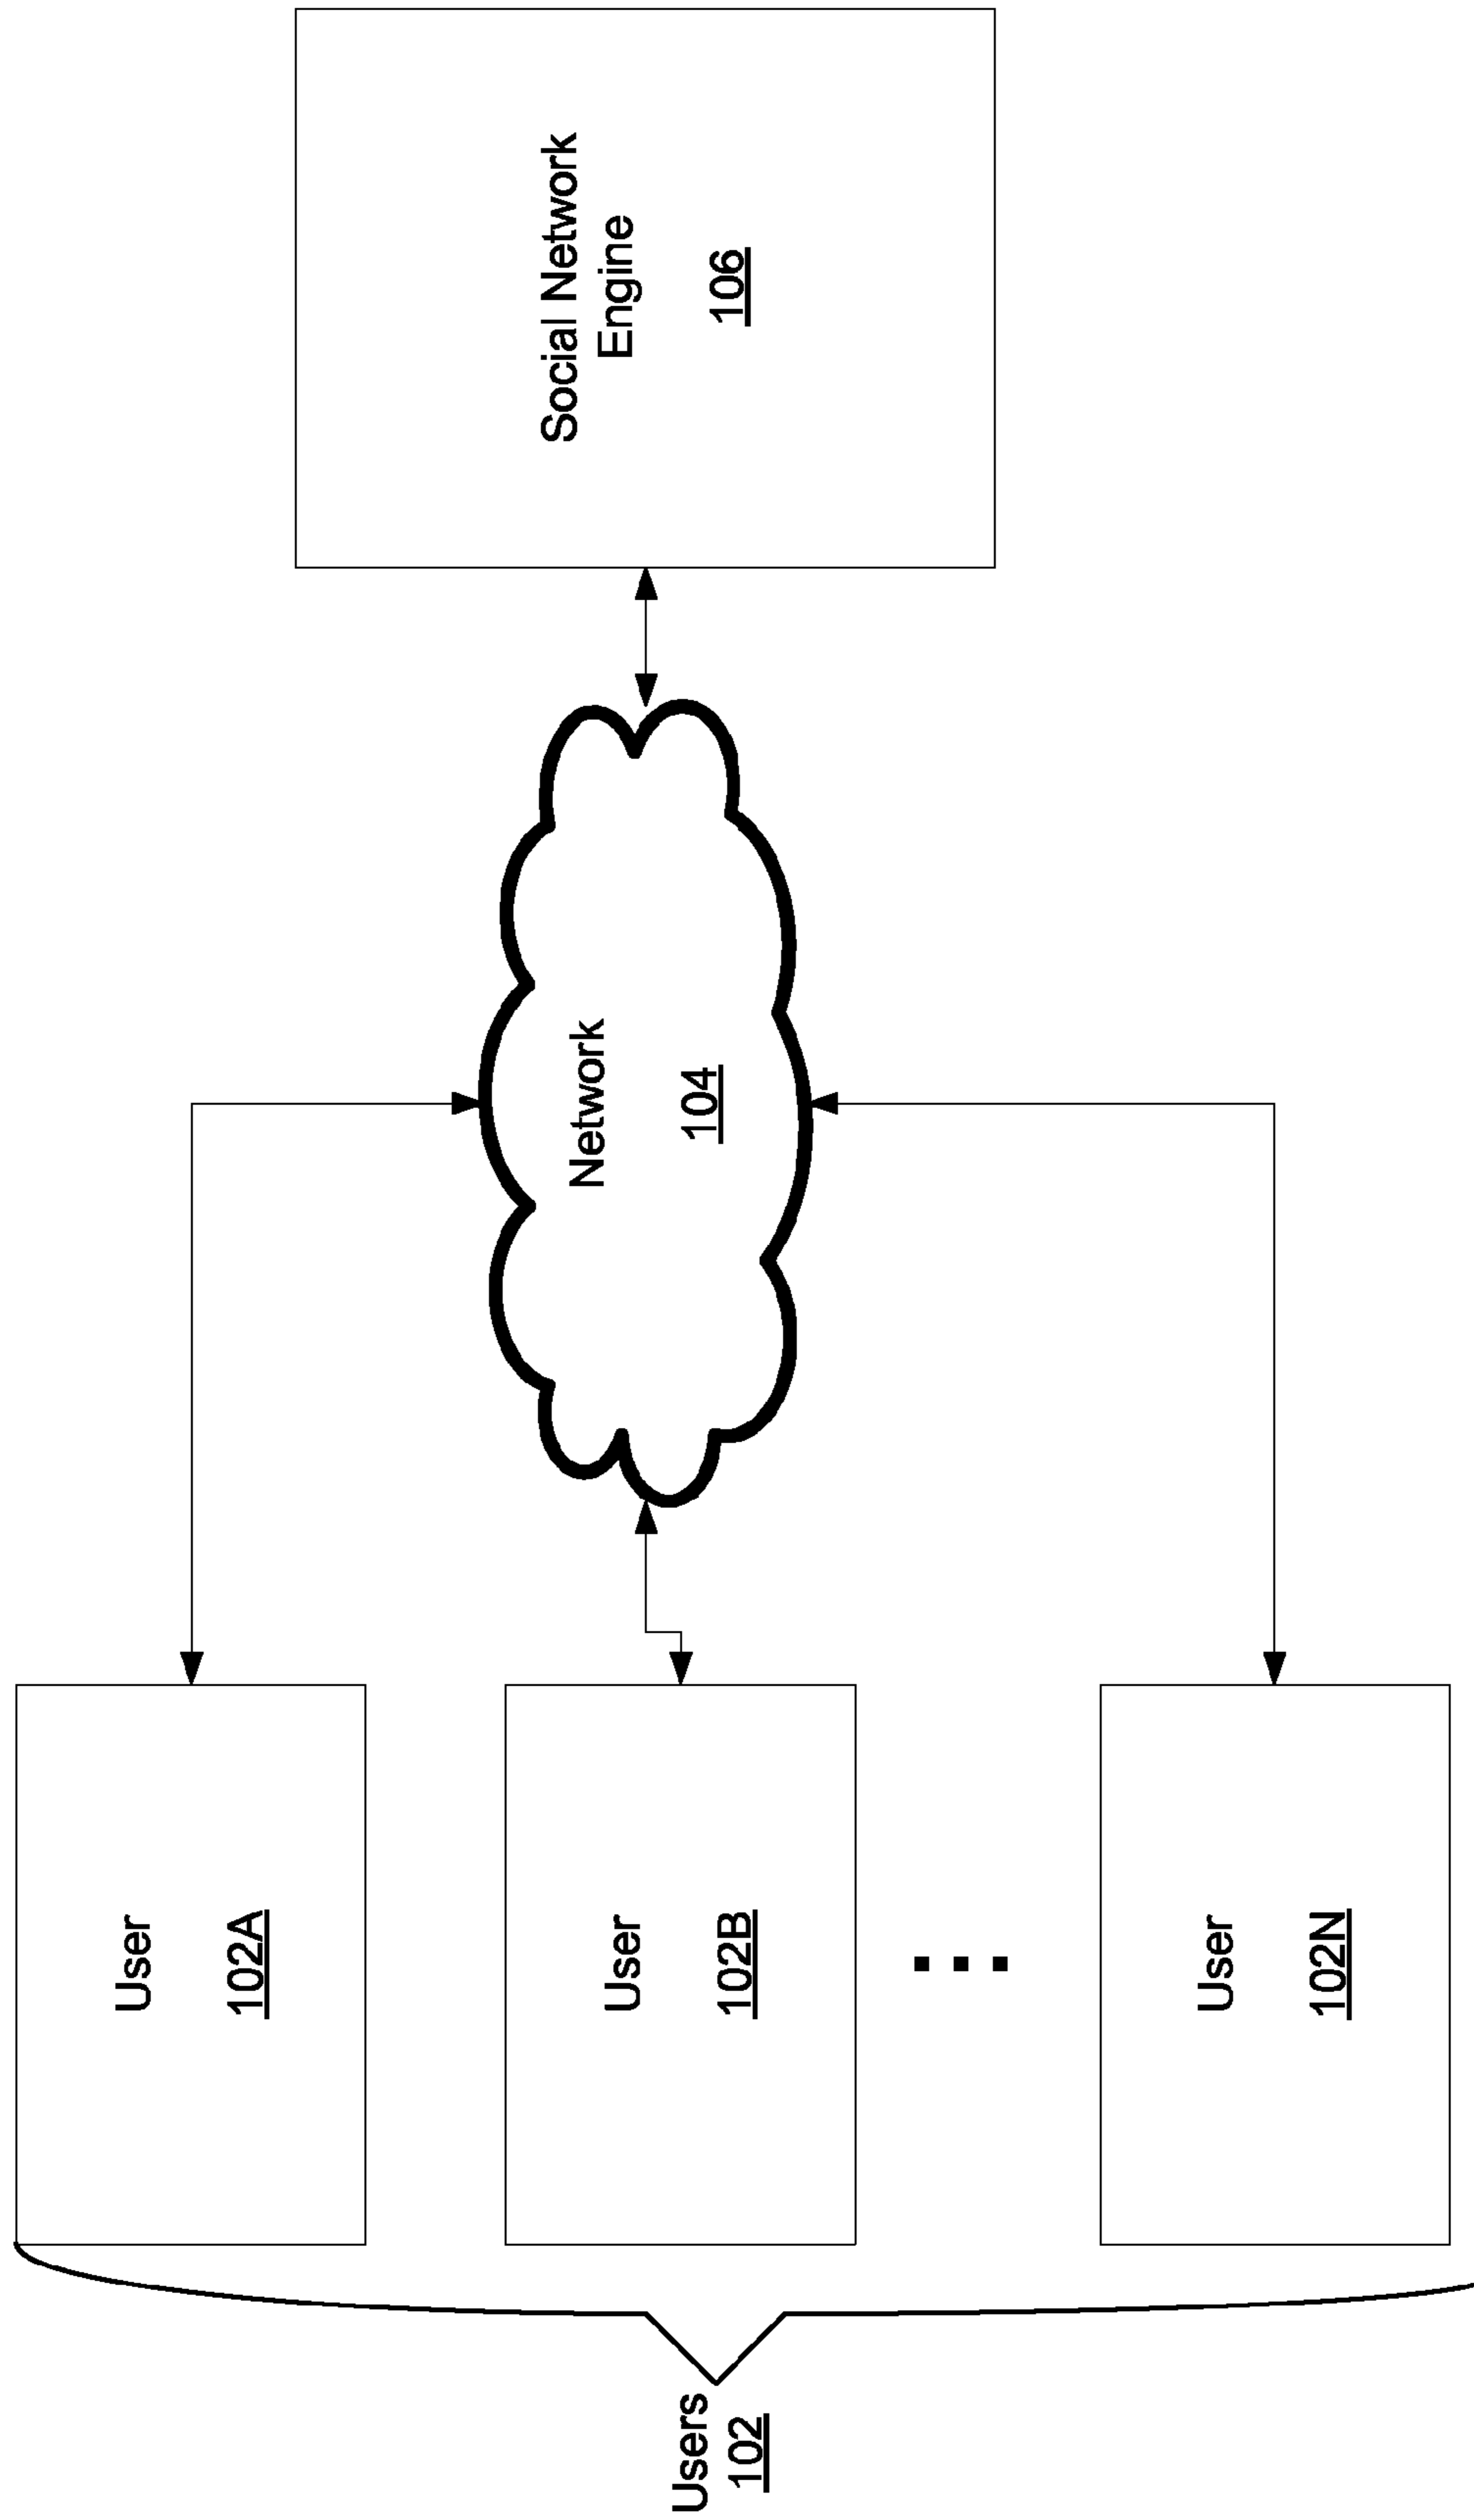 Users
102
User
102A
User
102B
User
102N
Network
104
Social Network
Engine
106